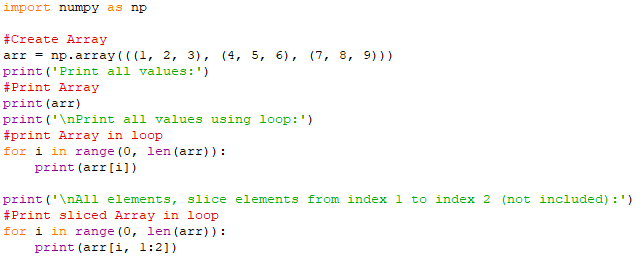 import numpy as np

#Create Array
arr = np.array(((1, 2, 3), (4, 5, 6), (7, 8, 9)))
print('Print all values:')
#Print Array
print(arr)
print('\nPrint all values using loop:')
#print Array in loop
for i in range(0, len(arr)):
    print(arr[i])

print('\nAll elements, slice elements from index 1 to index 2 (not included):')
#Print sliced Array in loop
for i in range(0, len(arr)):
    print(arr[i, 1:2])